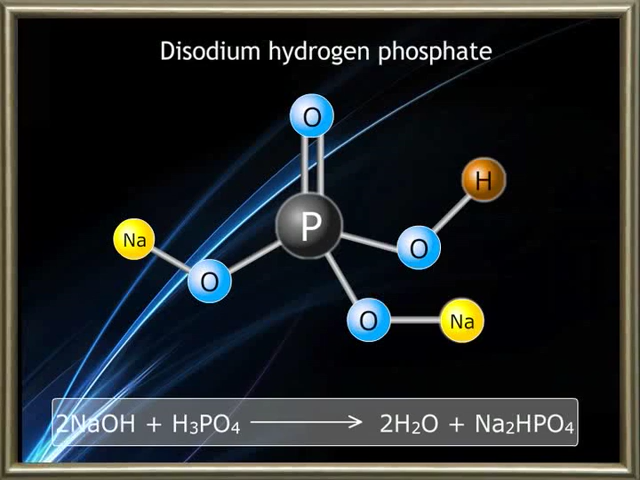 Disodium hydrogen phosphate
O
H
P
Na
O
O
O
Na
2NaOH + H₃PO₄ ⟶ 2H₂O + Na₂HPO₄